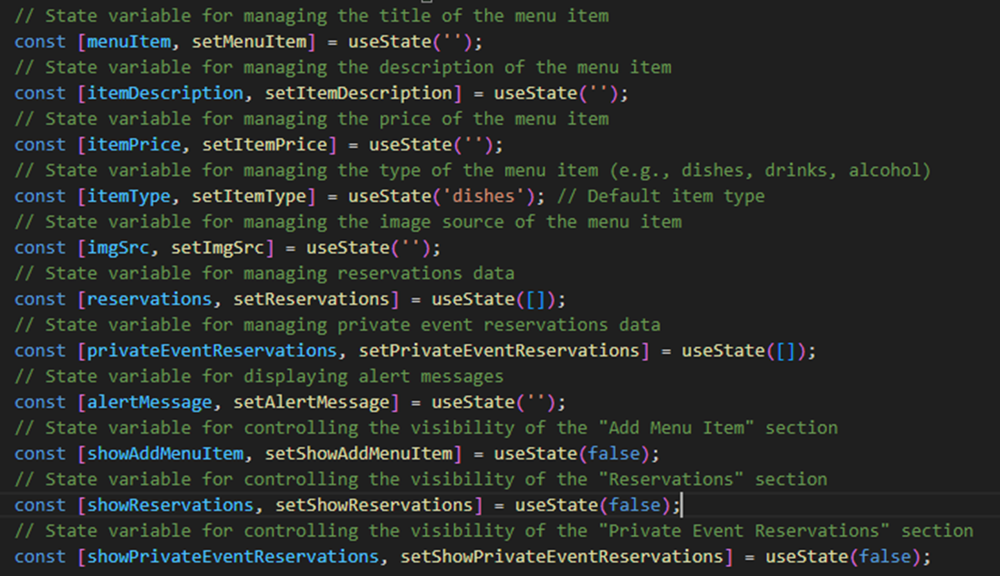 // State variable for managing the title of the menu item
const [menuItem, setMenuItem] = useState('');
// State variable for managing the description of the menu item
const [itemDescription, setItemDescription] = useState('');
// State variable for managing the price of the menu item
const [itemPrice, setItemPrice] = useState('');
// State variable for managing the type of the menu item (e.g., dishes, drinks, alcohol)
const [itemType, setItemType] = useState('dishes'); // Default item type
// State variable for managing the image source of the menu item
const [imgSrc, setImgSrc] = useState('');
// State variable for managing reservations data
const [reservations, setReservations] = useState([]);
// State variable for managing private event reservations data
const [privateEventReservations, setPrivateEventReservations] = useState([]);
// State variable for displaying alert messages
const [alertMessage, setAlertMessage] = useState('');
// State variable for controlling the visibility of the "Add Menu Item" section
const [showAddMenuItem, setShowAddMenuItem] = useState(false);
// State variable for controlling the visibility of the "Reservations" section
const [showReservations, setShowReservations] = useState(false);
// State variable for controlling the visibility of the "Private Event Reservations" section
const [showPrivateEventReservations, setShowPrivateEventReservations] = useState(false);